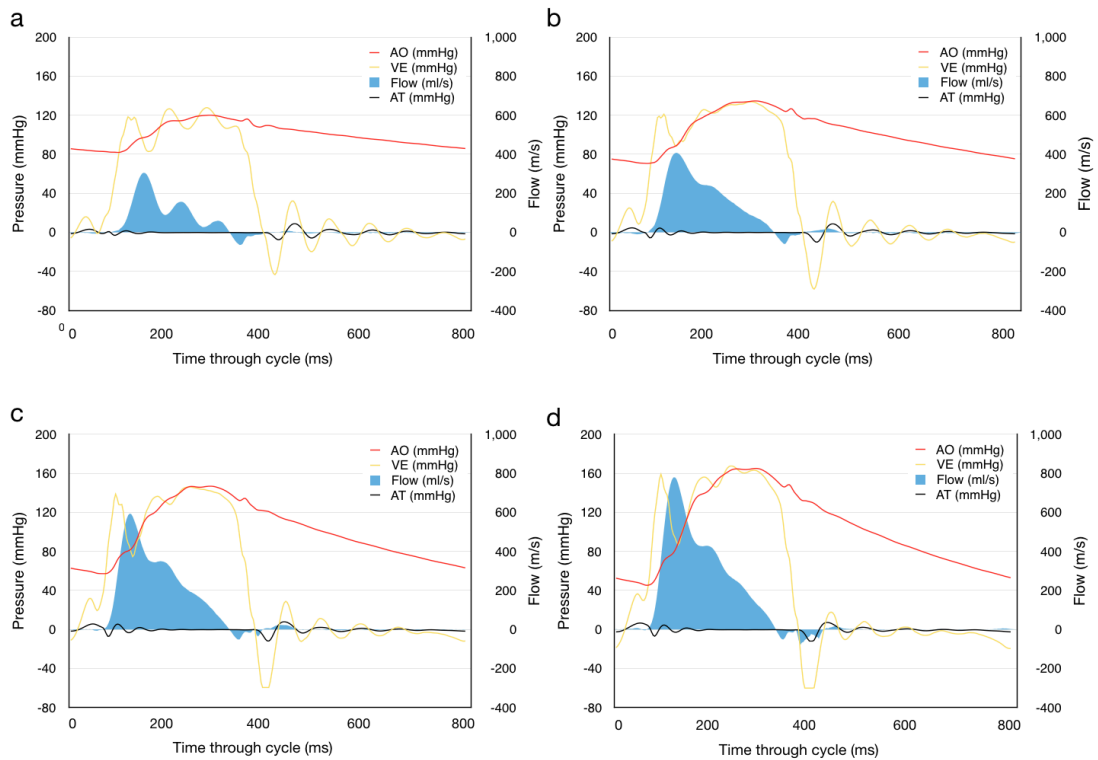 a
200
160
120
80
40
0
-40
-80
Pressure (mmHg)
1,000
800
600
400
200
0
-200
-400
Flow (m/s)
AO (mmHg)
VE (mmHg)
Flow (ml/s)
AT (mmHg)
0
0
200
400
600
800
Time through cycle (ms)
b
200
160
120
80
40
0
-40
-80
Pressure (mmHg)
1,000
800
600
400
200
0
-200
-400
Flow (m/s)
AO (mmHg)
VE (mmHg)
Flow (ml/s)
AT (mmHg)
0
200
400
600
800
Time through cycle (ms)
c
200
160
120
80
40
0
-40
-80
Pressure (mmHg)
1,000
800
600
400
200
0
-200
-400
Flow (m/s)
AO (mmHg)
VE (mmHg)
Flow (ml/s)
AT (mmHg)
0
200
400
600
800
Time through cycle (ms)
d
200
160
120
80
40
0
-40
-80
Pressure (mmHg)
1,000
800
600
400
200
0
-200
-400
Flow (m/s)
AO (mmHg)
VE (mmHg)
Flow (ml/s)
AT (mmHg)
0
200
400
600
800
Time through cycle (ms)